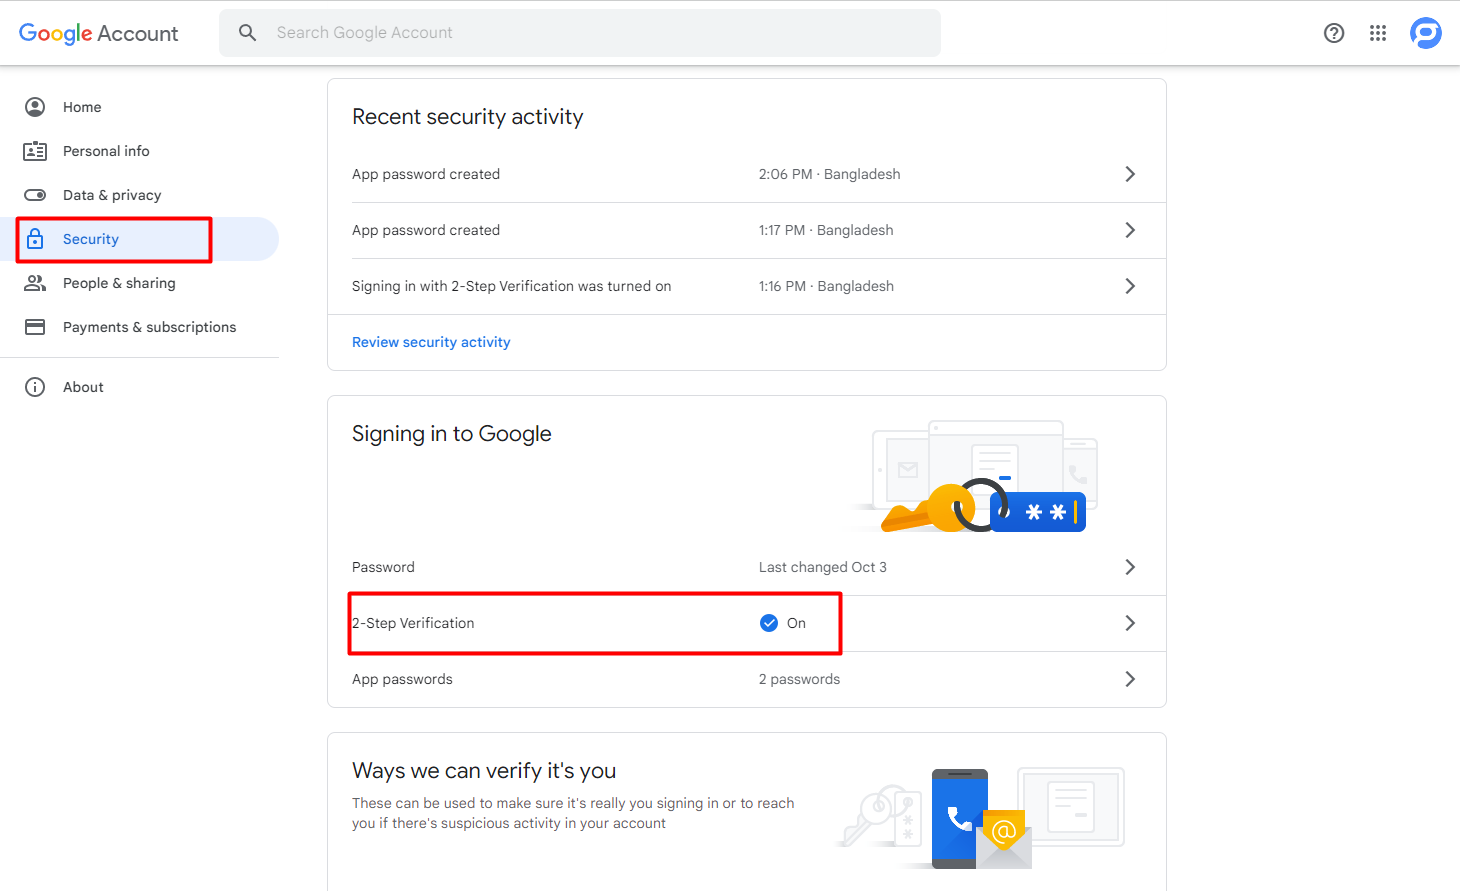 Google Account
Search Google Account
Home
Personal info
Data & privacy
Security
People & sharing
Payments & subscriptions
About
Recent security activity
App password created 2:06 PM · Bangladesh
App password created 1:17 PM · Bangladesh
Signing in with 2-Step Verification was turned on 1:16 PM · Bangladesh
Review security activity
Signing in to Google
Password Last changed Oct 3
2-Step Verification On
App passwords 2 passwords
Ways we can verify it's you
These can be used to make sure it's really you signing in or to reach
you if there's suspicious activity in your account